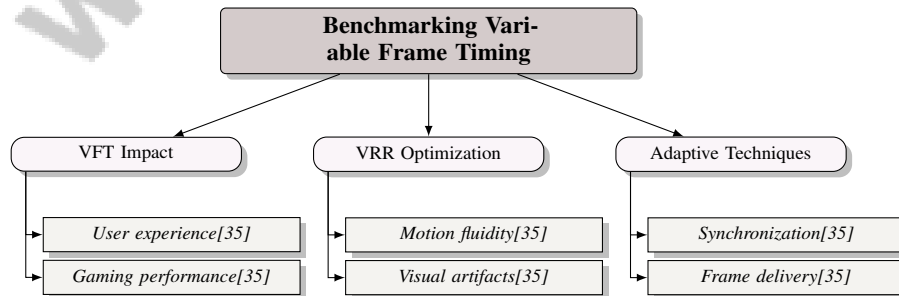 Benchmarking Vari-
able Frame Timing
VFT Impact
VRR Optimization
Adaptive Techniques
User experience[35]
Motion fluidity[35]
Synchronization[35]
Gaming performance[35]
Visual artifacts[35]
Frame delivery[35]